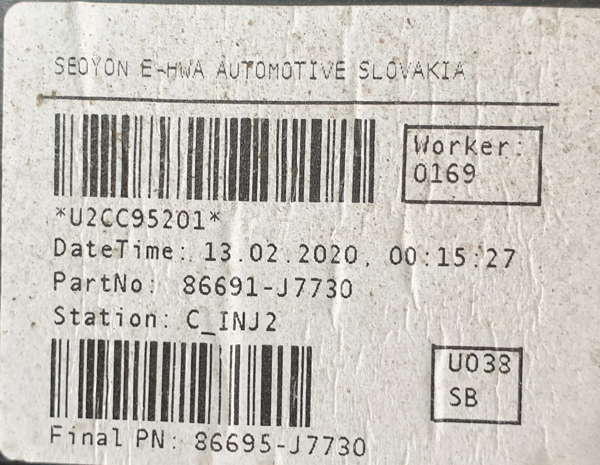 SEOYON E-HWA AUTOMOTIVE SLOVAKIA
Worker:
0169
*U2CC95201*
DateTime: 13.02.2020, 00:15:27
PartNo: 86691-J7730
Station: C_INJ2
U038
SB
Final PN: 86695-J7730